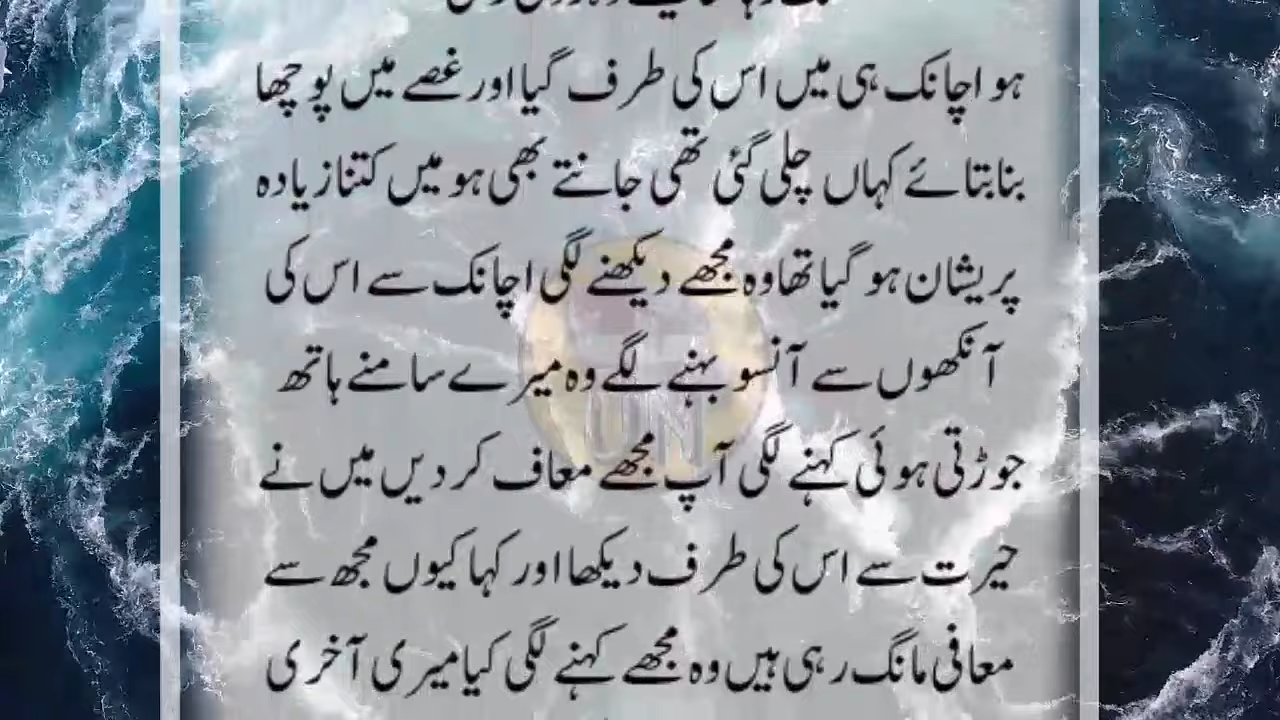 ہو اچانک ہی میں اس کی طرف گیا اور غصے میں پوچھا
بنا بتائے کہاں چلی گئی تھی جانتے بھی ہو میں کتنا زیادہ
پریشان ہو گیا تھا وہ مجھے دیکھنے لگی اچانک سے اس کی
آنکھوں سے آنسو بہنے لگے وہ میرے سامنے ہاتھ
UN
جوڑتی ہوئی کہنے لگی آپ مجھے معاف کر دیں میں نے
حیرت سے اس کی طرف دیکھا اور کہا کیوں مجھ سے
معافی مانگ رہی ہیں وہ مجھے کہنے لگی کیا میری آخری